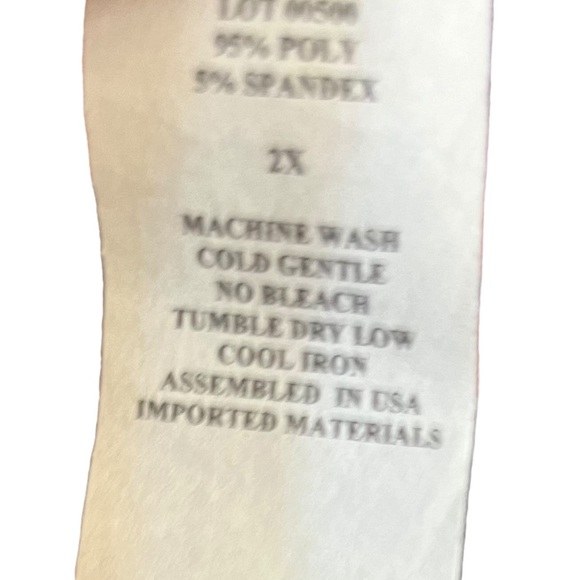 LOT 00506
95% POLY
5% SPANDEX
2X
MACHINE WASH
COLD GENTLE
NO BLEACH
TUMBLE DRY LOW
COOL IRON
ASSEMBLED IN USA
IMPORTED MATERIALS